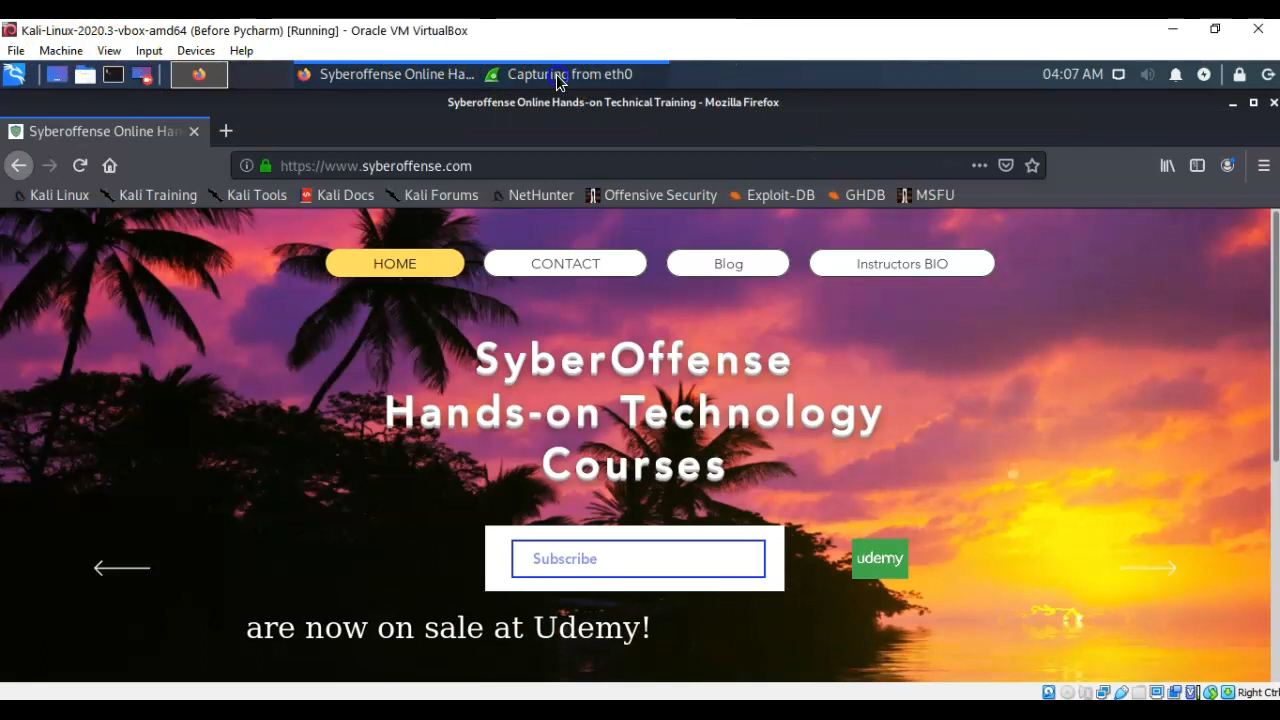 Kali-Linux-2020.3-vbox-amd64 (Before Pycharm) [Running] - Oracle VM VirtualBox
File Machine View Input Devices Help
Syberoffense Online Ha... Capturing from eth0 04:07 AM
Syberoffense Online Hands-on Technical Training - Mozilla Firefox
Syberoffense Online Han
https://www.syberoffense.com
Kali Linux Kali Training Kali Tools Kali Docs Kali Forums NetHunter Offensive Security Exploit-DB GHDB MSFU
HOME CONTACT Blog Instructors BIO
SyberOffense
Hands-on Technology
Courses
Subscribe
udemy
are now on sale at Udemy!
Right Ctrl